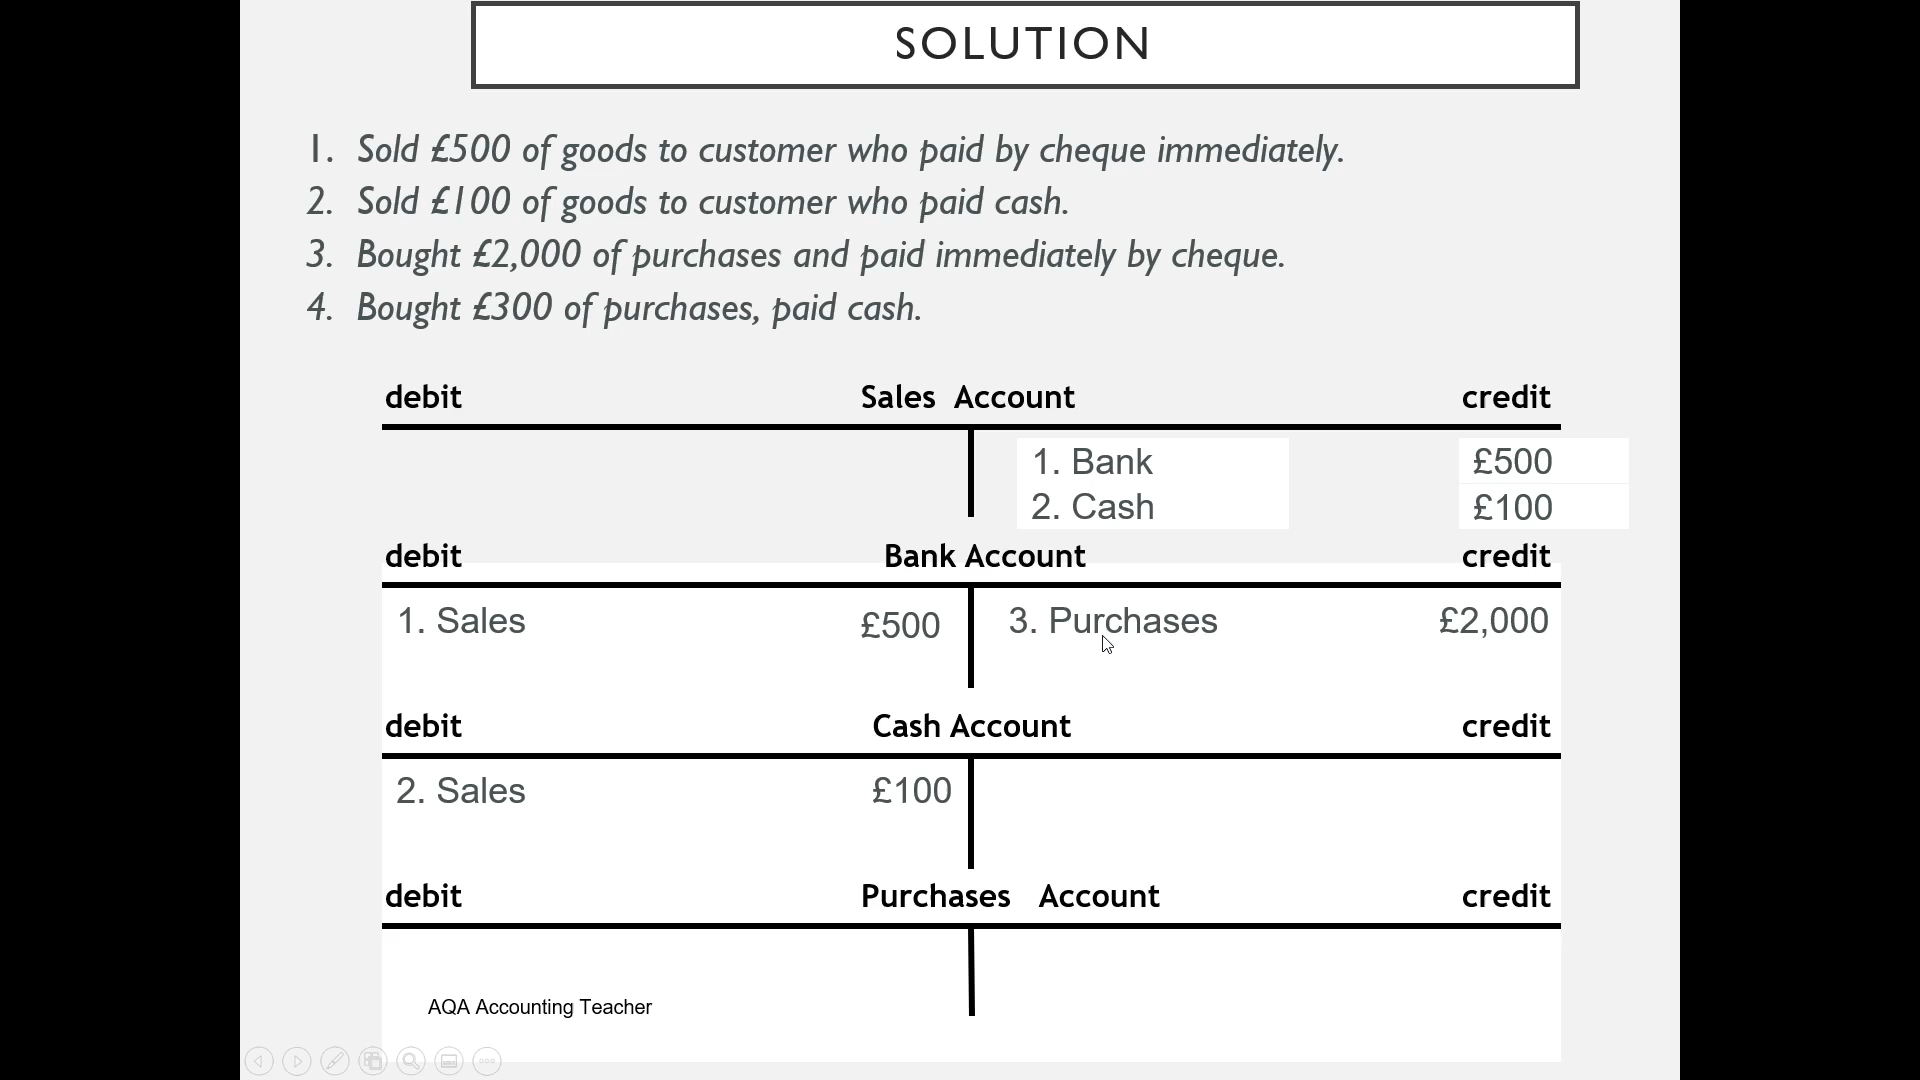 SOLUTION
1. Sold £500 of goods to customer who paid by cheque immediately.
2. Sold £100 of goods to customer who paid cash.
3. Bought £2,000 of purchases and paid immediately by cheque.
4. Bought £300 of purchases, paid cash.
debit Sales Account credit
1. Bank £500
2. Cash £100
debit Bank Account credit
1. Sales £500 3. Purchases £2,000
debit Cash Account credit
2. Sales £100
debit Purchases Account credit
AQA Accounting Teacher